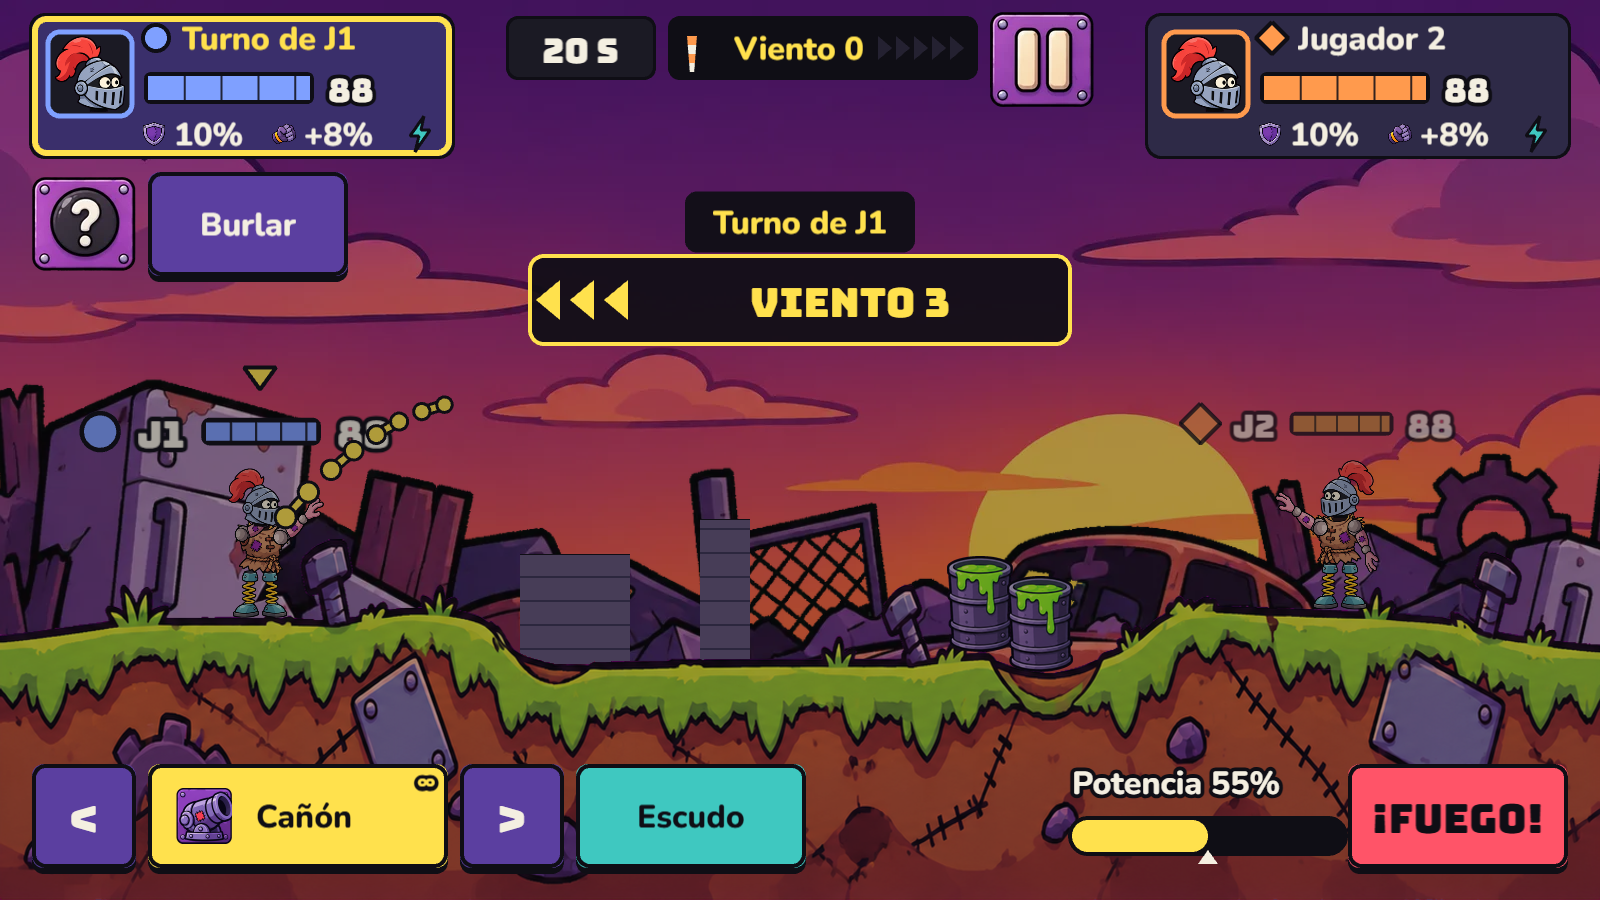 Turno de J1
88
10% +8%
20 S
Viento 0
Jugador 2
88
10% +8%
?
Burlar
Turno de J1
VIENTO 3
J1 88
J2 88
<
Cañón
∞
>
Escudo
Potencia 55%
¡FUEGO!